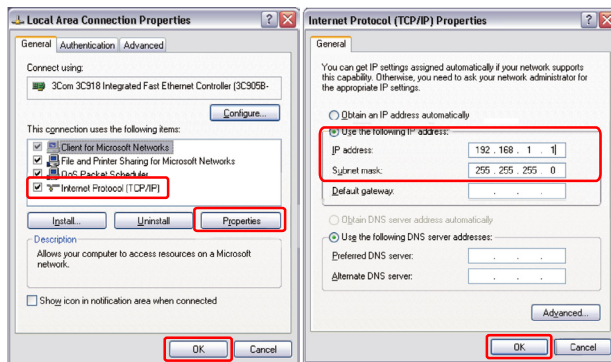 Local Area Connection Properties
General Authentication Advanced
Connect using:
3Com 3C918 Integrated Fast Ethernet Controller (3C905B-
Configure...
This connection uses the following items:
Client for Microsoft Networks
File and Printer Sharing for Microsoft Networks
QoS Packet Scheduler
Internet Protocol (TCP/IP)
Install... Uninstall Properties
Description
Allows your computer to access resources on a Microsoft
network.
Show icon in notification area when connected
OK Cancel
Internet Protocol (TCP/IP) Properties
General
You can get IP settings assigned automatically if your network supports
this capability. Otherwise, you need to ask your network administrator for
the appropriate IP settings.
Obtain an IP address automatically
Use the following IP address:
IP address: 192 . 168 . 1 . 1
Subnet mask: 255 . 255 . 255 . 0
Default gateway: . . .
Obtain DNS server address automatically
Use the following DNS server addresses:
Preferred DNS server: . . .
Alternate DNS server: . . .
Advanced...
OK Cancel